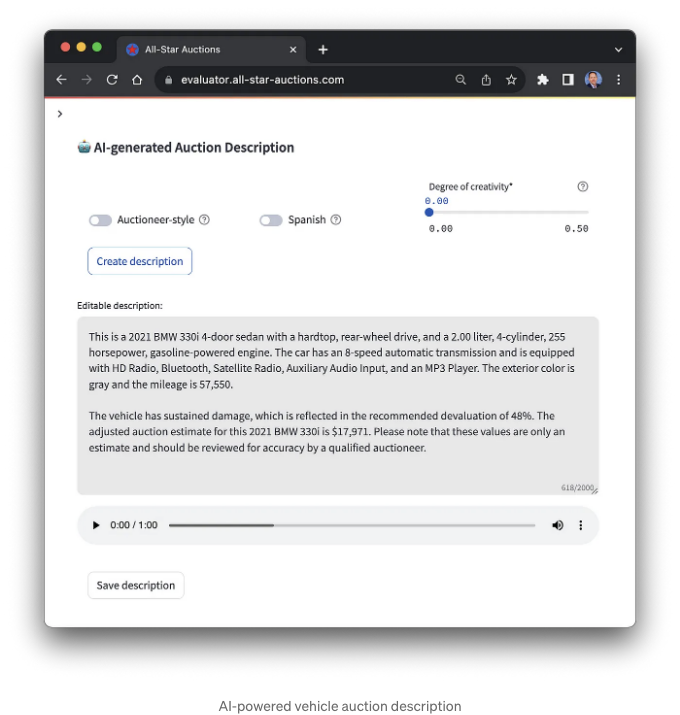 All-Star Auctions
evaluator.all-star-auctions.com
AI-generated Auction Description
Degree of creativity*
0.00
0.00 0.50
Auctioneer-style Spanish
Create description
Editable description:
This is a 2021 BMW 330i 4-door sedan with a hardtop, rear-wheel drive, and a 2.00 liter, 4-cylinder, 255
horsepower, gasoline-powered engine. The car has an 8-speed automatic transmission and is equipped
with HD Radio, Bluetooth, Satellite Radio, Auxiliary Audio Input, and an MP3 Player. The exterior color is
gray and the mileage is 57,550.
The vehicle has sustained damage, which is reflected in the recommended devaluation of 48%. The
adjusted auction estimate for this 2021 BMW 330i is $17,971. Please note that these values are only an
estimate and should be reviewed for accuracy by a qualified auctioneer.
618/2000
0:00 / 1:00
Save description
AI-powered vehicle auction description